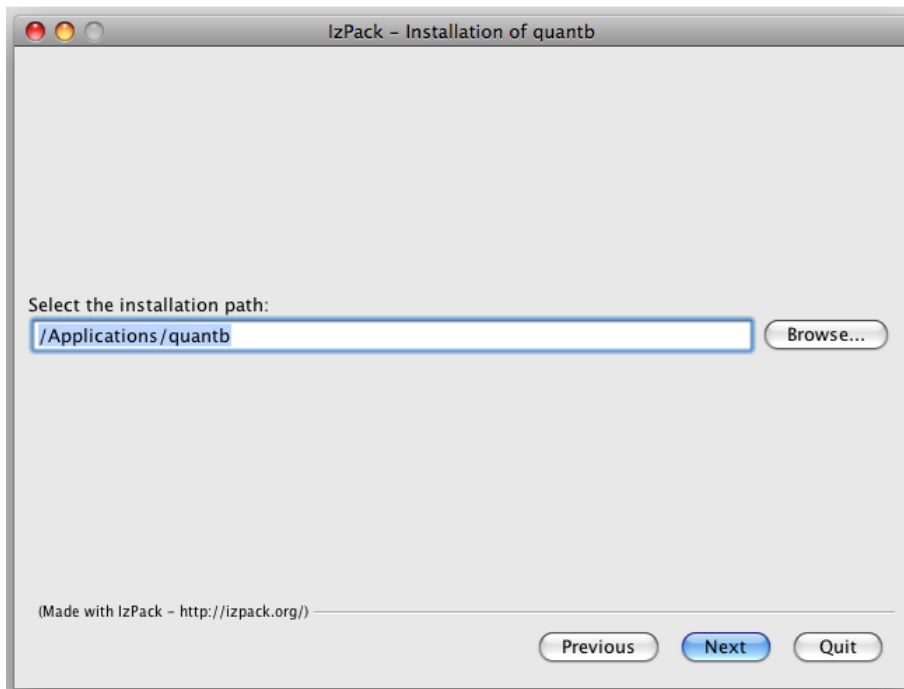 IzPack – Installation of quantb
Select the installation path:
/Applications/quantb
Browse...
(Made with IzPack – http://izpack.org/)
Previous
Next
Quit